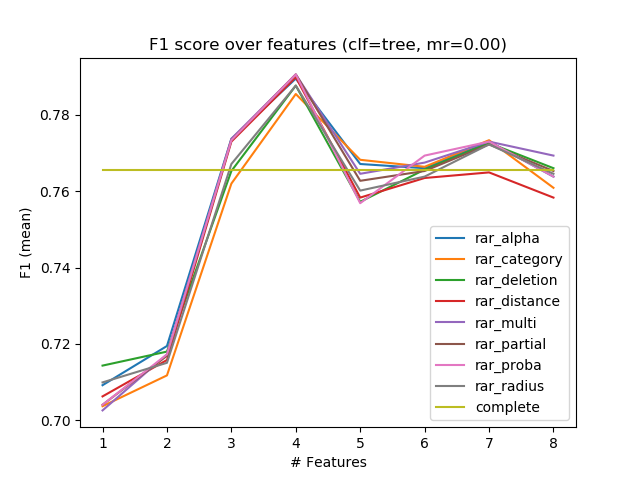 F1 score over features (clf=tree, mr=0.00)
F1 (mean)
0.78
0.76
0.74
0.72
0.70
rar_alpha
rar_category
rar_deletion
rar_distance
rar_multi
rar_partial
rar_proba
rar_radius
complete
1 2 3 4 5 6 7 8
# Features